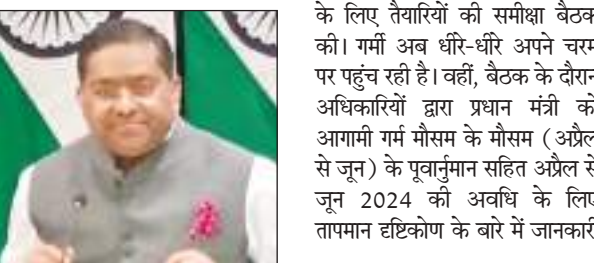 के लिए तैयारियों की समीक्षा बैठक
की। गर्मी अब धीरे-धीरे अपने चरम
पर पहुंच रही है। वहीं, बैठक के दौरान
अधिकारियों द्वारा प्रधान मंत्री को
आगामी गर्म मौसम के मौसम (अप्रैल
से जून) के पूवार्नुमान सहित अप्रैल से
जून 2024 की अवधि के लिए
तापमान दृष्टिकोण के बारे में जानकारी